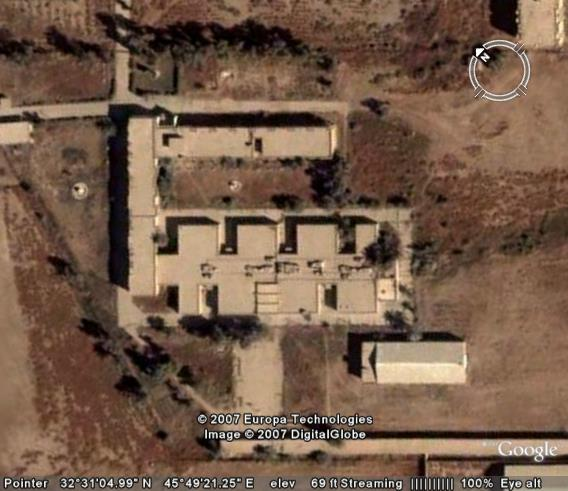 N
© 2007 Europa Technologies
Image © 2007 DigitalGlobe
Google
Pointer 32°31'04.99" N 45°49'21.25" E elev 69 ft Streaming |||||||||| 100% Eye alt